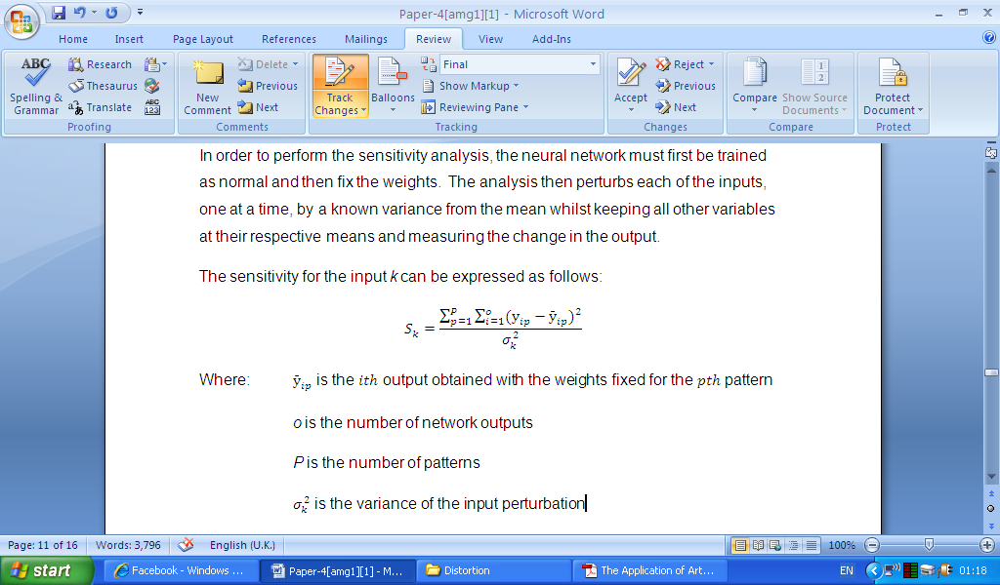 Paper-4[amg1][1] - Microsoft Word
Home Insert Page Layout References Mailings Review View Add-Ins
ABC Research Delete Final Reject
Spelling & Grammar Thesaurus New Comment Previous Track Changes Balloons Show Markup Accept Previous Compare Show Source Documents Protect Document
Translate ABC 123 Next Reviewing Pane Next
Proofing Comments Tracking Changes Compare Protect
In order to perform the sensitivity analysis, the neural network must first be trained
as normal and then fix the weights. The analysis then perturbs each of the inputs,
one at a time, by a known variance from the mean whilst keeping all other variables
at their respective means and measuring the change in the output.
The sensitivity for the input k can be expressed as follows:
S_k = \frac{\sum_{p=1}^{P} \sum_{i=1}^{o} (y_{ip} - ȳ_{ip})^2}{σ_k^2}
Where: ȳ_{ip} is the ith output obtained with the weights fixed for the pth pattern
o is the number of network outputs
P is the number of patterns
σ_k^2 is the variance of the input perturbation
Page: 11 of 16 Words: 3,796 English (U.K.) 100%
start Facebook - Windows ... Paper-4[amg1][1] - M... Distortion The Application of Art... EN 01:18